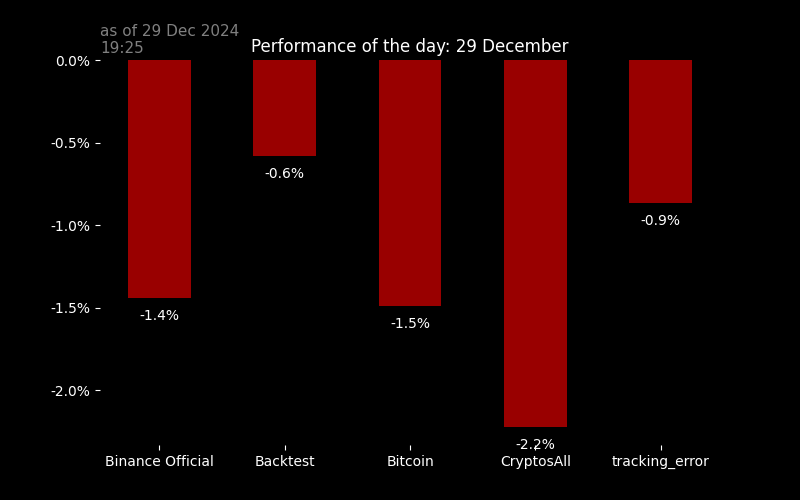 as of 29 Dec 2024
19:25
Performance of the day: 29 December
0.0%
-0.5%
-1.0%
-1.5%
-2.0%
-1.4%
-0.6%
-1.5%
-2.2%
-0.9%
Binance Official
Backtest
Bitcoin
CryptosAll
tracking_error